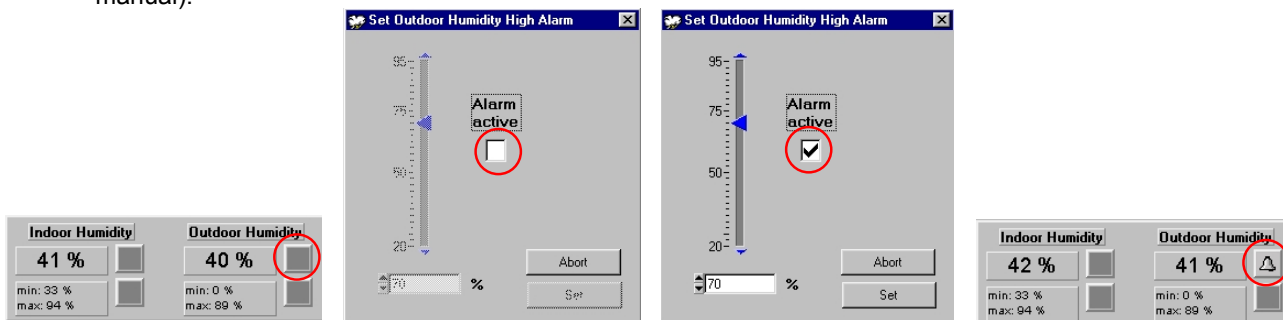 manual).
Indoor Humidity Outdoor Humidity
41 % 40 %
min: 33 % min: 0 %
max: 94 % max: 89 %
Set Outdoor Humidity High Alarm
95
75
50
20
Alarm
active
70 %
Abort
Set
Set Outdoor Humidity High Alarm
95
75
50
20
Alarm
active
70 %
Abort
Set
Indoor Humidity Outdoor Humidity
42 % 41 %
min: 33 % min: 0 %
max: 94 % max: 89 %